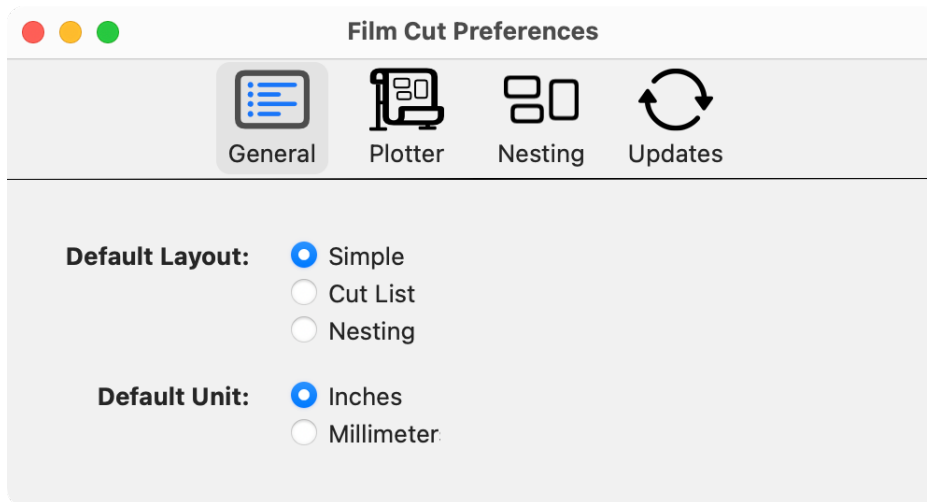 Film Cut Preferences
General Plotter Nesting Updates
Default Layout: Simple
Cut List
Nesting
Default Unit: Inches
Millimeter